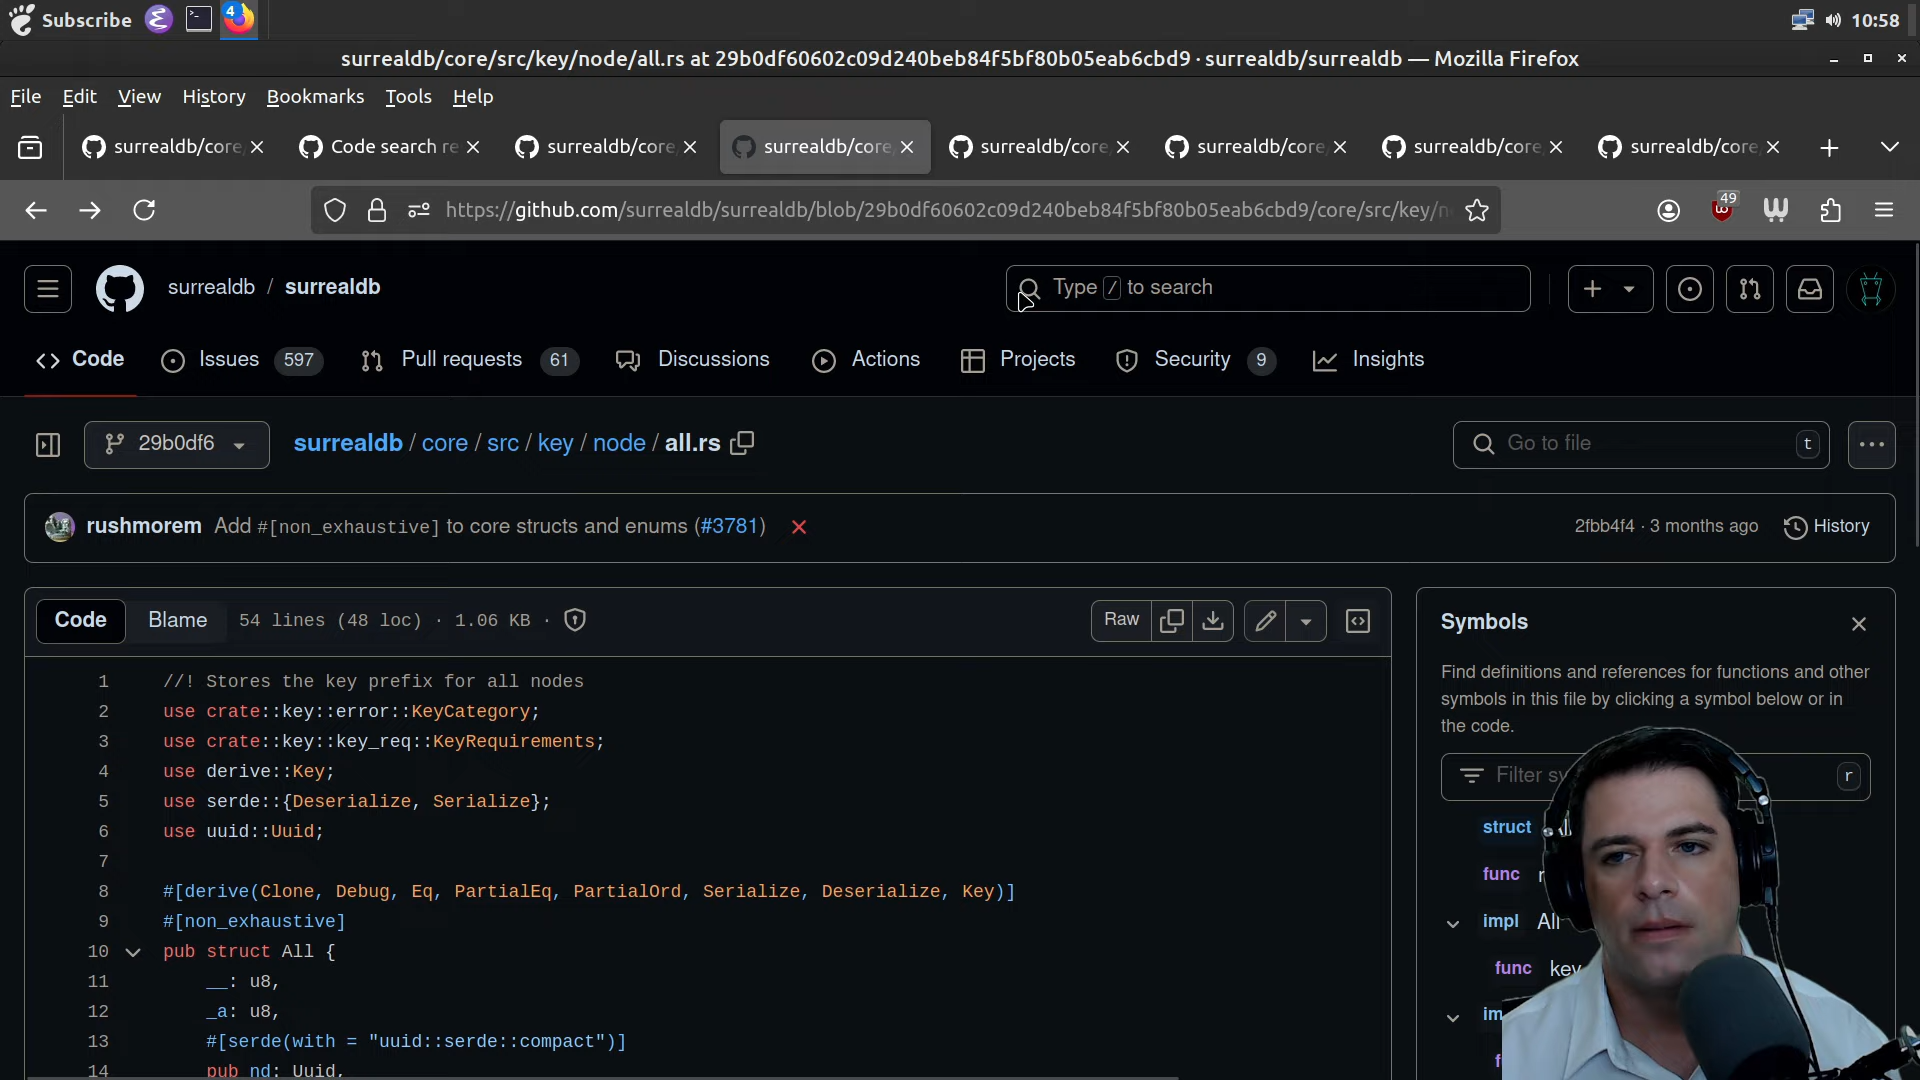 Subscribe
4
10:58
surrealdb/core/src/key/node/all.rs at 29b0df60602c09d240beb84f5bf80b05eab6cbd9 · surrealdb/surrealdb — Mozilla Firefox
File Edit View History Bookmarks Tools Help
surrealdb/core Code search re surrealdb/core surrealdb/core surrealdb/core surrealdb/core surrealdb/core surrealdb/core
https://github.com/surrealdb/surrealdb/blob/29b0df60602c09d240beb84f5bf80b05eab6cbd9/core/src/key/n
49
surrealdb / surrealdb
Type / to search
Code Issues 597 Pull requests 61 Discussions Actions Projects Security 9 Insights
29b0df6 surrealdb / core / src / key / node / all.rs
Go to file t
rushmorem Add #[non_exhaustive] to core structs and enums (#3781)
2fbb4f4 · 3 months ago History
Code Blame 54 lines (48 loc) · 1.06 KB ·
Raw
Symbols
Find definitions and references for functions and other
symbols in this file by clicking a symbol below or in
the code.
Filter sy r
struct
func
impl All
func key
im
f
1 //! Stores the key prefix for all nodes
2 use crate::key::error::KeyCategory;
3 use crate::key::key_req::KeyRequirements;
4 use derive::Key;
5 use serde::{Deserialize, Serialize};
6 use uuid::Uuid;
7
8 #[derive(Clone, Debug, Eq, PartialEq, PartialOrd, Serialize, Deserialize, Key)]
9 #[non_exhaustive]
10 pub struct All {
11 __: u8,
12 _a: u8,
13 #[serde(with = "uuid::serde::compact")]
14 pub nd: Uuid,